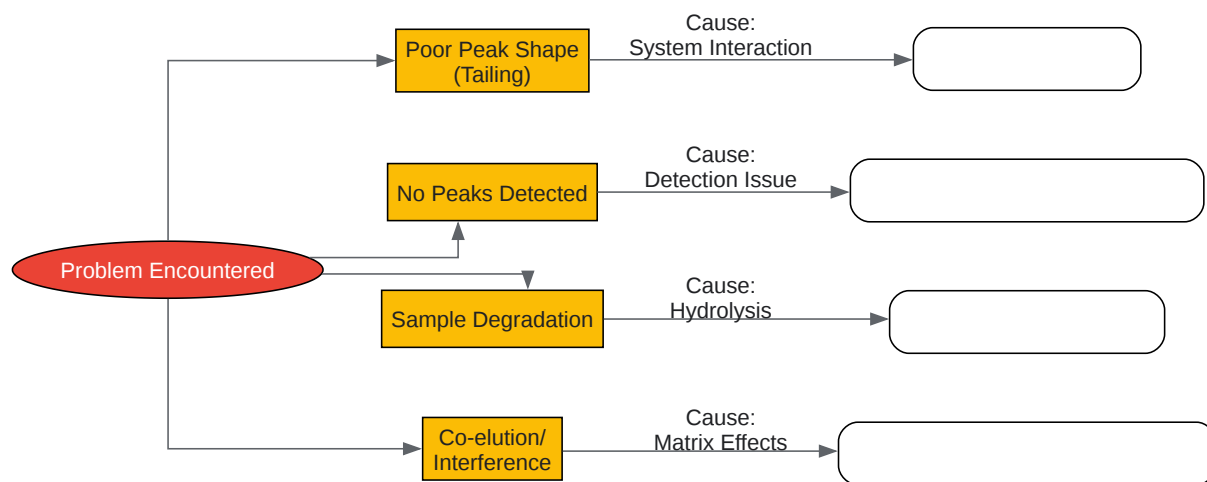 Cause:
System Interaction
Poor Peak Shape
(Tailing)
Cause:
Detection Issue
No Peaks Detected
Problem Encountered
Cause:
Hydrolysis
Sample Degradation
Cause:
Matrix Effects
Co-elution/
Interference